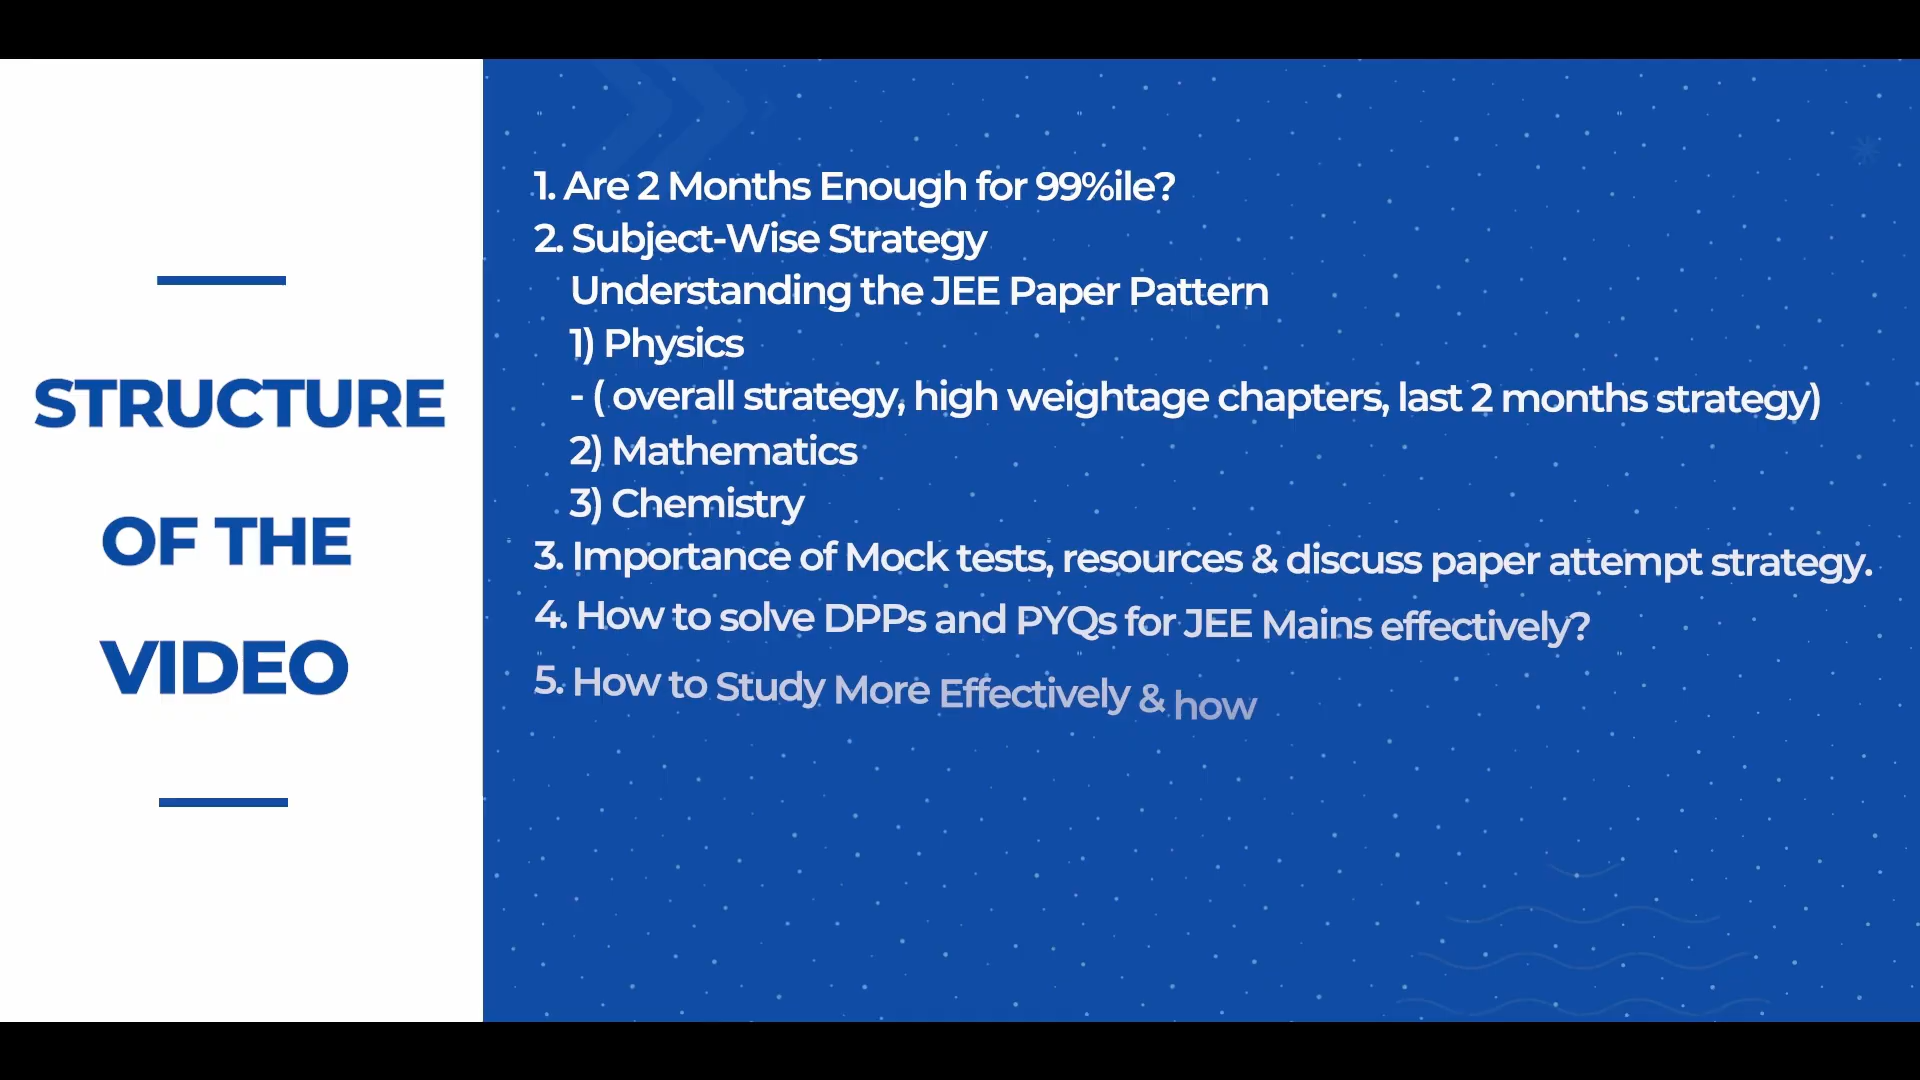 STRUCTURE
OF THE
VIDEO
1. Are 2 Months Enough for 99%ile?
2. Subject-Wise Strategy
Understanding the JEE Paper Pattern
1) Physics
- ( overall strategy, high weightage chapters, last 2 months strategy)
2) Mathematics
3) Chemistry
3. Importance of Mock tests, resources & discuss paper attempt strategy.
4. How to solve DPPs and PYQs for JEE Mains effectively?
5. How to Study More Effectively & how